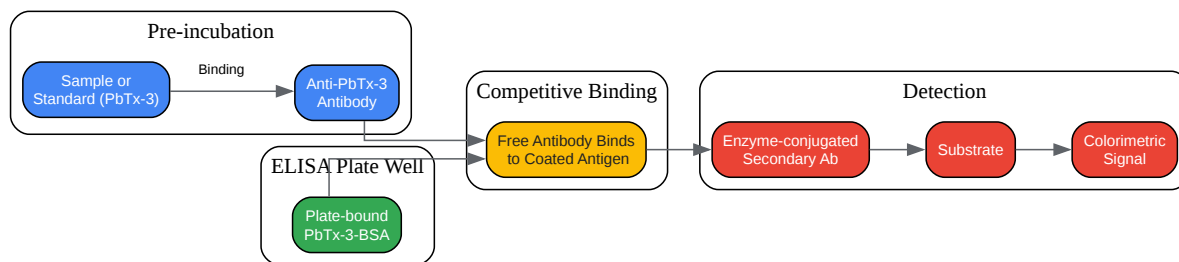 Pre-incubation
Sample or
Standard (PbTx-3)
Binding
Anti-PbTx-3
Antibody
ELISA Plate Well
Plate-bound
PbTx-3-BSA
Competitive Binding
Free Antibody Binds
to Coated Antigen
Detection
Enzyme-conjugated
Secondary Ab
Substrate
Colorimetric
Signal